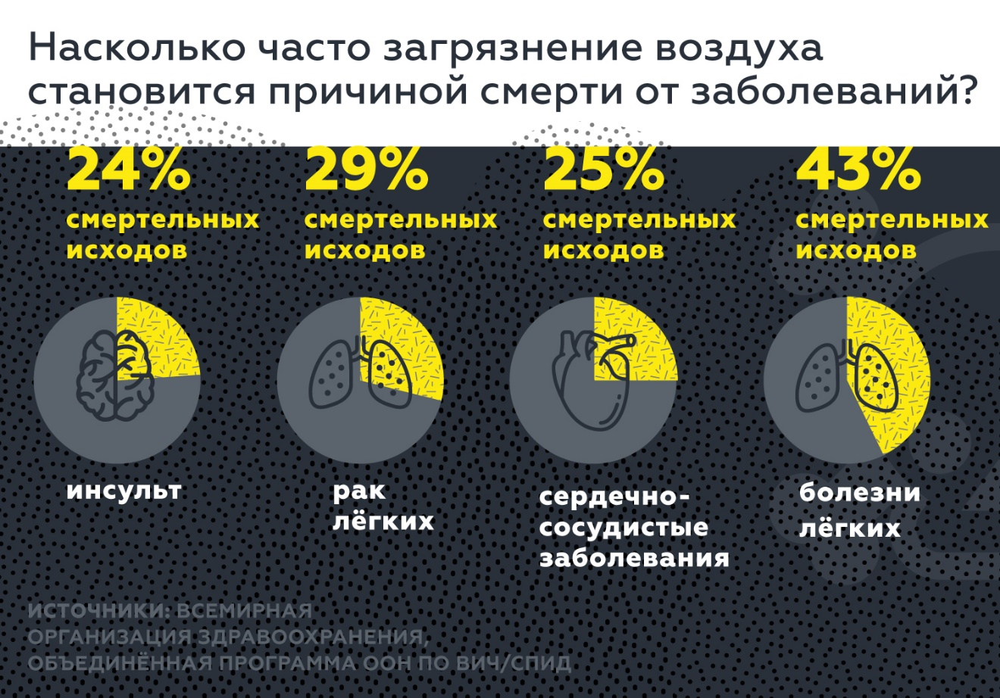 Насколько часто загрязнение воздуха
становится причиной смерти от заболеваний?
24%
смертельных
исходов
инсульт
29%
смертельных
исходов
рак
лёгких
25%
смертельных
исходов
сердечно-
сосудистые
заболевания
43%
смертельных
исходов
болезни
лёгких
ИСТОЧНИКИ: ВСЕМИРНАЯ
ОРГАНИЗАЦИЯ ЗДРАВООХРАНЕНИЯ,
ОБЪЕДИНЁННАЯ ПРОГРАММА ООН ПО ВИЧ/СПИД